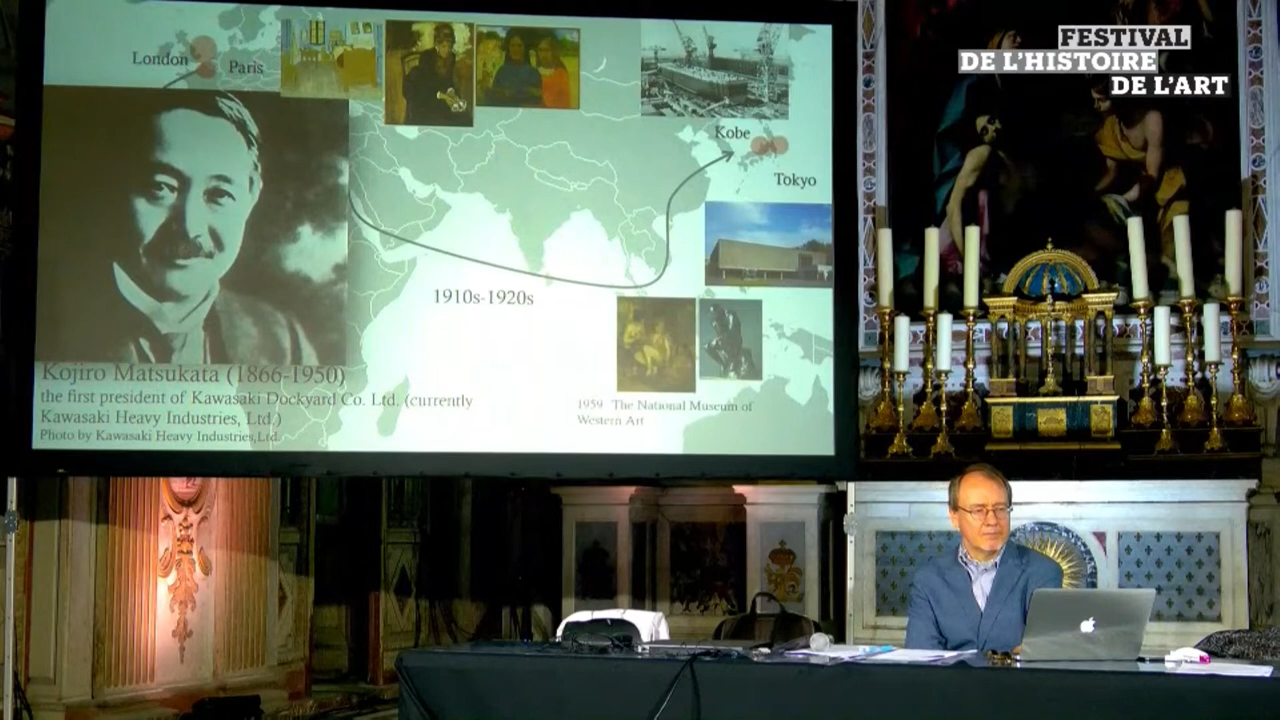 FESTIVAL
DE L'HISTOIRE
DE L'ART
London
Paris
Kobe
Tokyo
1910s-1920s
Kojiro Matsukata (1866-1950)
the first president of Kawasaki Dockyard Co. Ltd. (currently
Kawasaki Heavy Industries, Ltd.)
Photo by Kawasaki Heavy Industries,Ltd.
1959 The National Museum of
Western Art